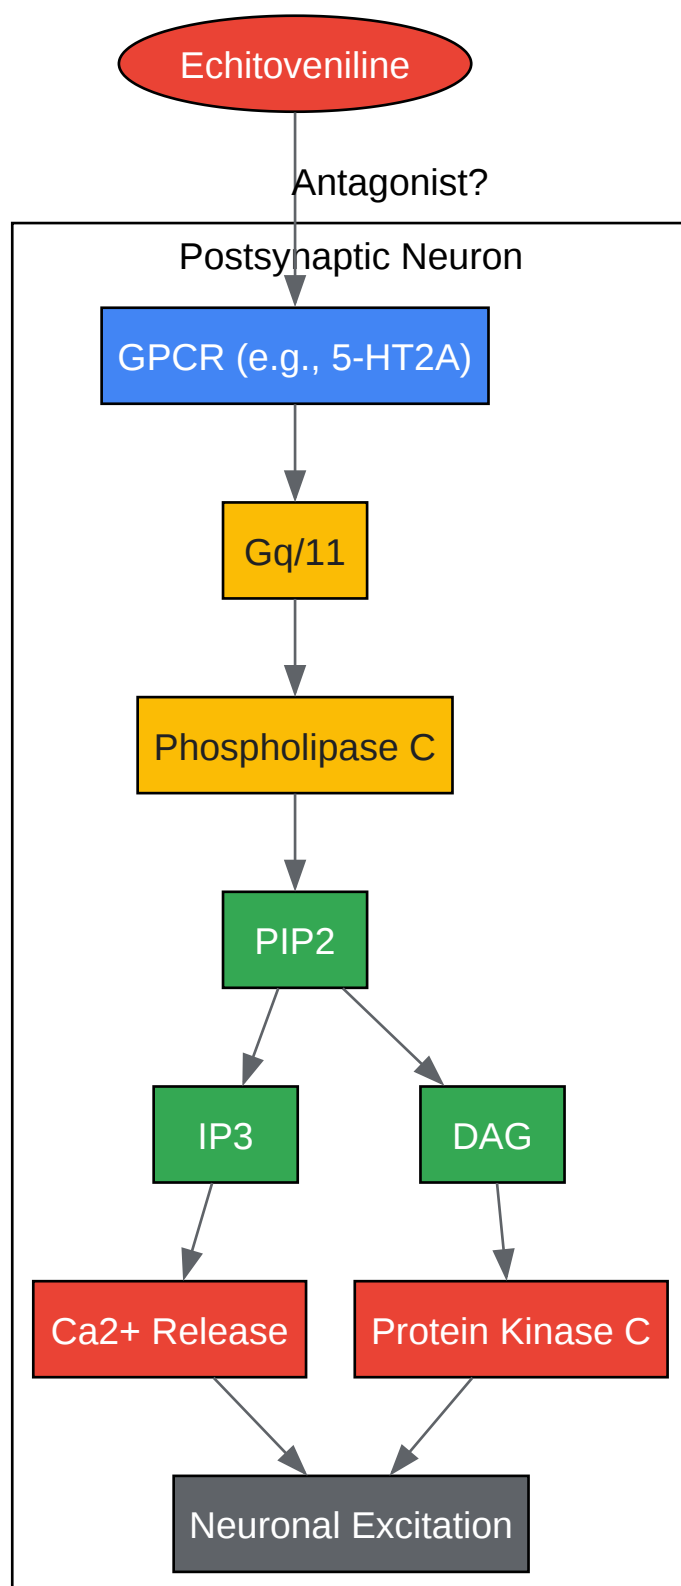 Echitoveniline
Antagonist?
Postsynaptic Neuron
GPCR (e.g., 5-HT2A)
Gq/11
Phospholipase C
PIP2
IP3
DAG
Ca2+ Release
Protein Kinase C
Neuronal Excitation